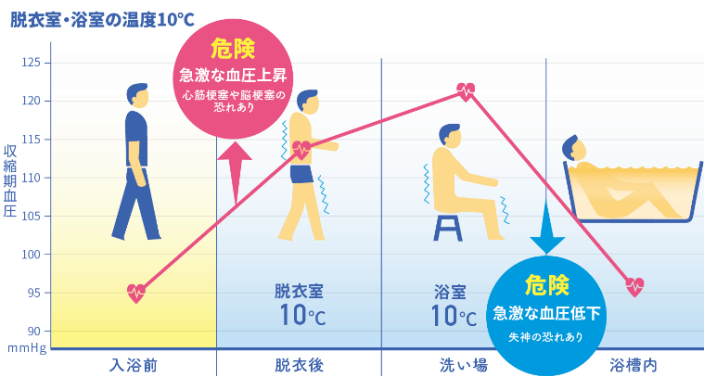 脱衣室・浴室の温度10℃
危険
急激な血圧上昇
心筋梗塞や脳梗塞の
恐れあり
125
120
115
110
105
100
95
90
mmHg
収縮期血圧
脱衣室
10℃
浴室
10℃
危険
急激な血圧低下
失神の恐れあり
入浴前
脱衣後
洗い場
浴槽内